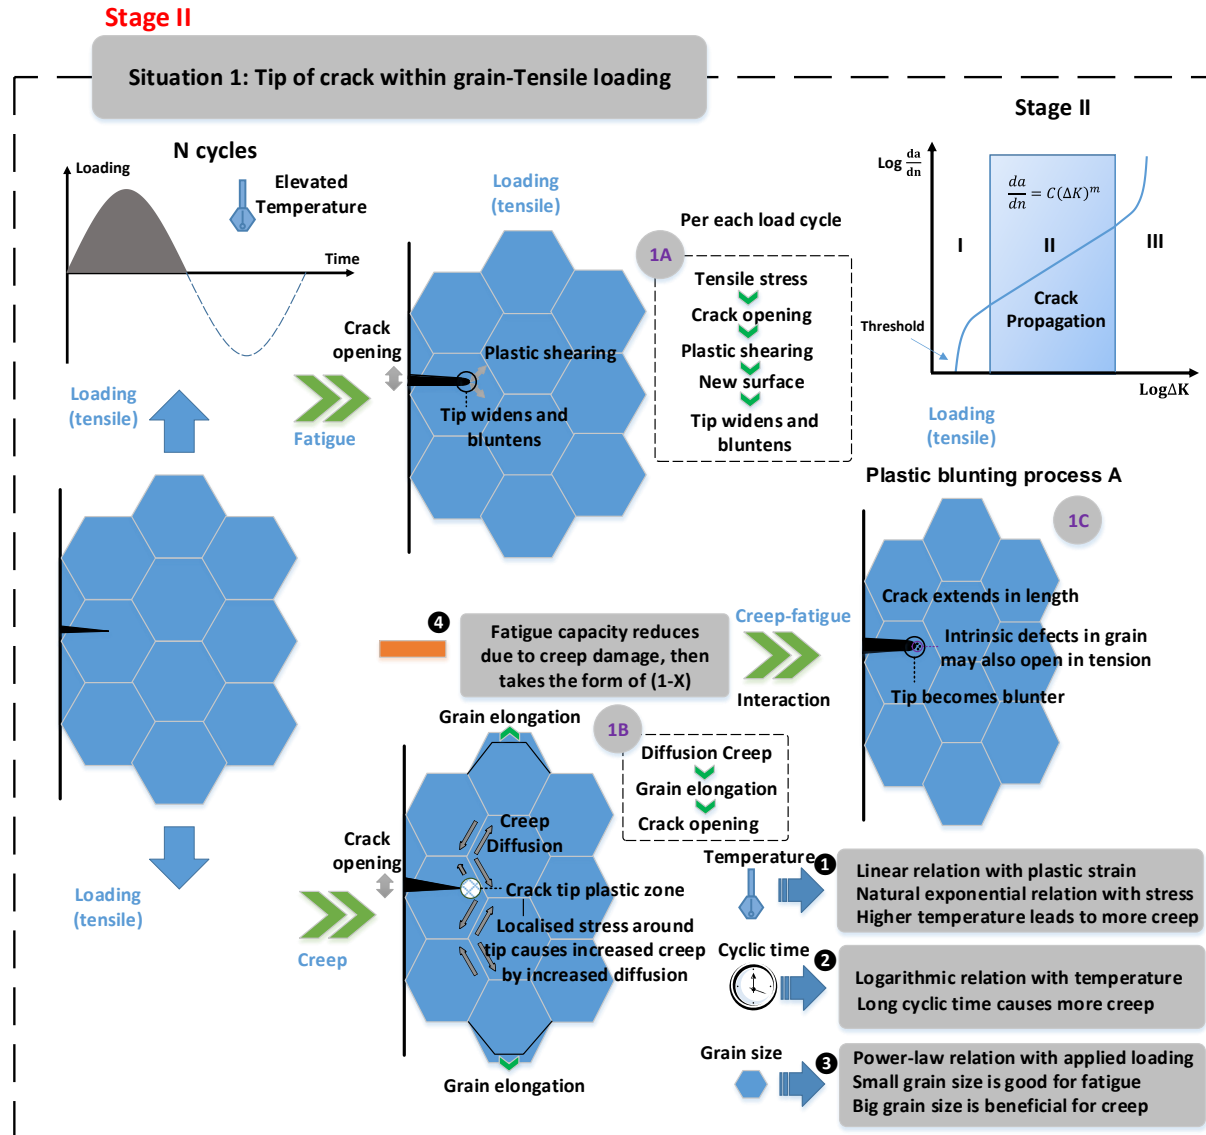 Stage II
Situation 1: Tip of crack within grain-Tensile loading
N cycles
Loading
Elevated
Temperature
Time
Loading
(tensile)
Fatigue
Loading
(tensile)
Crack
opening
Plastic shearing
Tip widens and
bluntens
Per each load cycle
1A
Tensile stress
Crack opening
Plastic shearing
New surface
Tip widens and
bluntens
Stage II
Log da/dn
da/dn = C(ΔK)^m
I
II
III
Crack
Propagation
Threshold
LogΔK
Loading
(tensile)
Plastic blunting process A
1C
Crack extends in length
Intrinsic defects in grain
may also open in tension
Tip becomes blunter
4
Fatigue capacity reduces
due to creep damage, then
takes the form of (1-X)
Creep-fatigue
Interaction
Loading
(tensile)
Creep
Grain elongation
1B
Diffusion Creep
Grain elongation
Crack opening
Crack
opening
Creep
Diffusion
Crack tip plastic zone
Localised stress around
tip causes increased creep
by increased diffusion
Grain elongation
Temperature
1
Linear relation with plastic strain
Natural exponential relation with stress
Higher temperature leads to more creep
Cyclic time
2
Logarithmic relation with temperature
Long cyclic time causes more creep
Grain size
3
Power-law relation with applied loading
Small grain size is good for fatigue
Big grain size is beneficial for creep